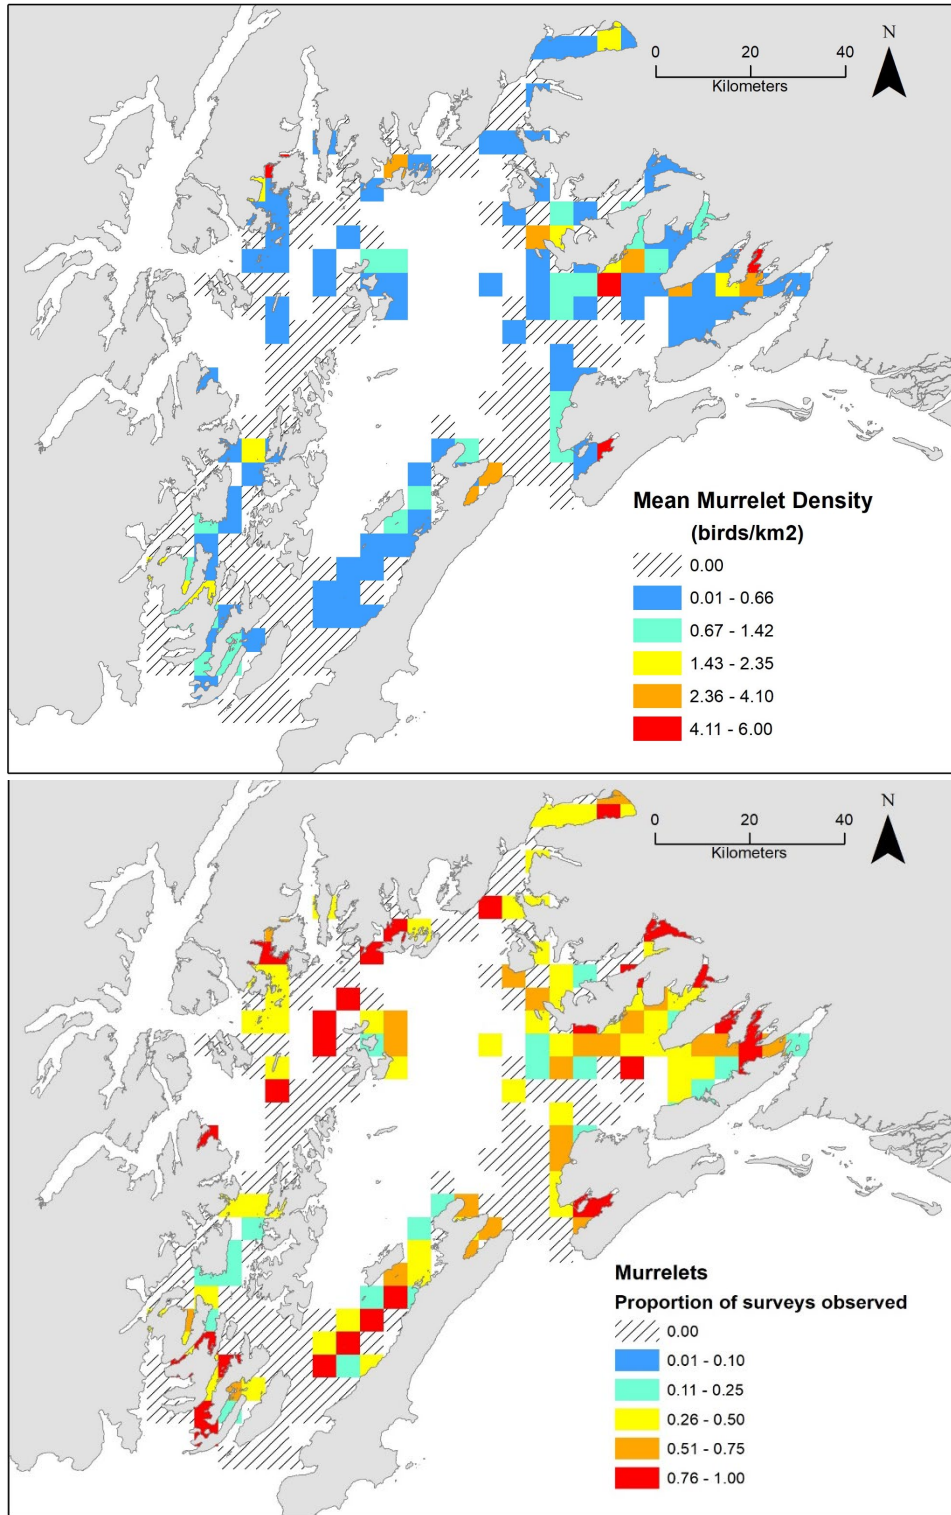 N
0 20 40
Kilometers
Mean Murrelet Density
(birds/km2)
0.00
0.01 - 0.66
0.67 - 1.42
1.43 - 2.35
2.36 - 4.10
4.11 - 6.00
N
0 20 40
Kilometers
Murrelets
Proportion of surveys observed
0.00
0.01 - 0.10
0.11 - 0.25
0.26 - 0.50
0.51 - 0.75
0.76 - 1.00